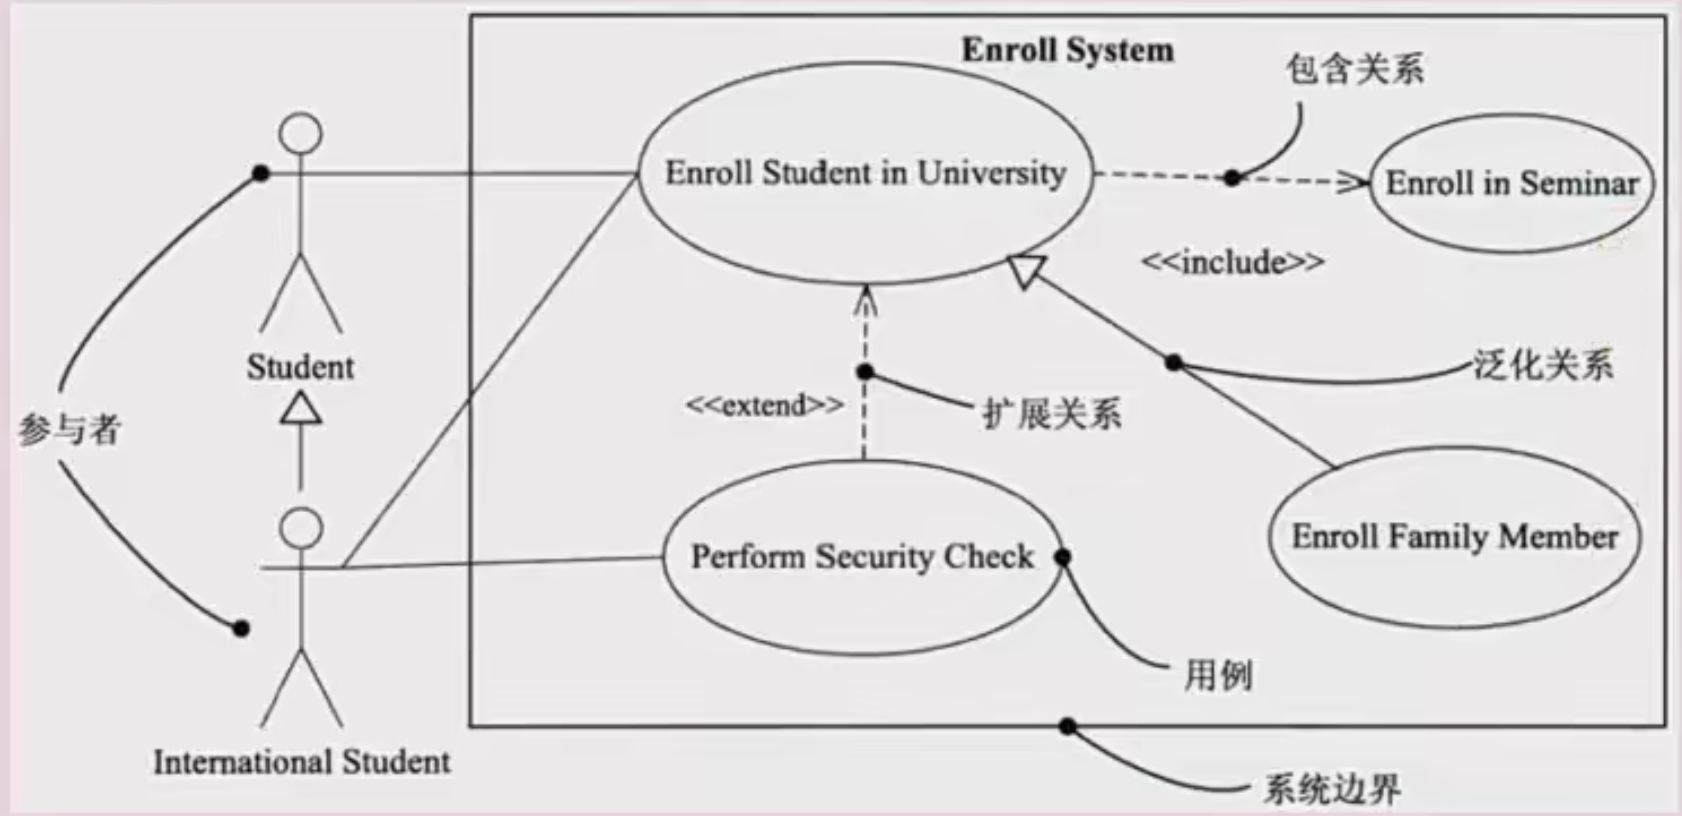 Enroll System
包含关系
Enroll Student in University
Enroll in Seminar
<<include>>
Student
泛化关系
<<extend>>
扩展关系
参与者
Enroll Family Member
Perform Security Check
用例
International Student
系统边界